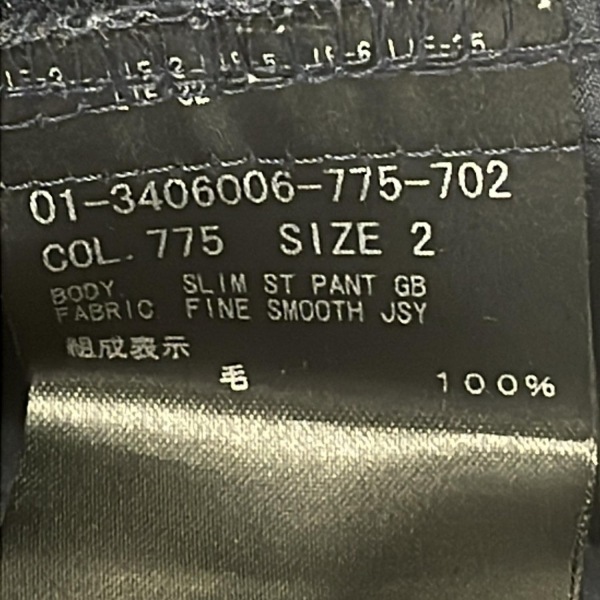 01-3406006-775-702
COL. 775 SIZE 2
BODY SLIM ST PANT GB
FABRIC FINE SMOOTH JSY
組成表示
毛 100%